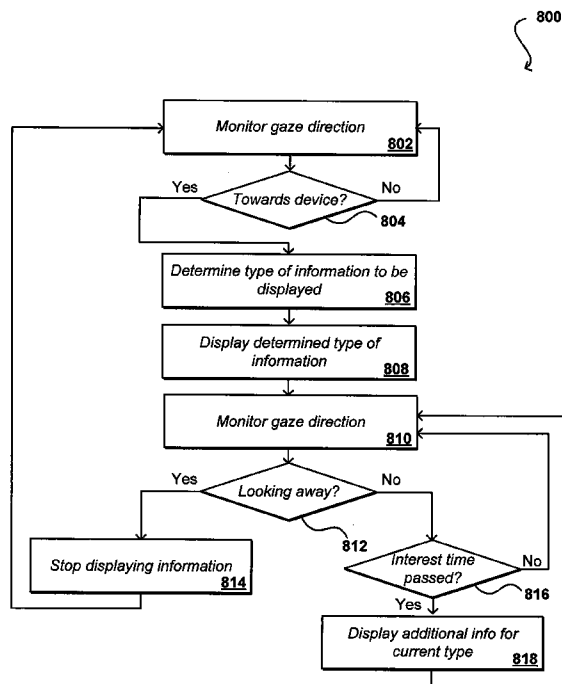 800
Monitor gaze direction
802
Yes
No
Towards device?
804
Determine type of information to be
displayed
806
Display determined type of
information
808
Monitor gaze direction
810
Yes
No
Looking away?
812
Stop displaying information
814
Interest time
passed?
No
816
Yes
Display additional info for
current type
818